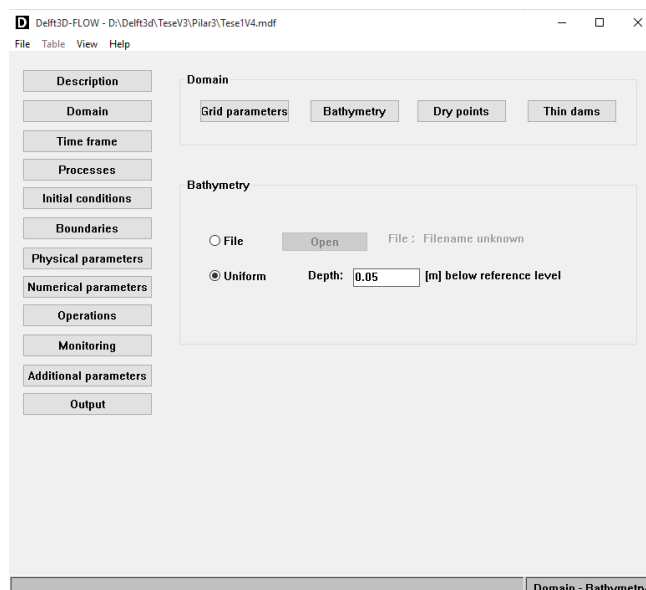 D Delft3D-FLOW - D:\Delft3d\TeseV3\Pilar3\Tese1V4.mdf
File Table View Help
Description
Domain
Time frame
Processes
Initial conditions
Boundaries
Physical parameters
Numerical parameters
Operations
Monitoring
Additional parameters
Output
Domain
Grid parameters Bathymetry Dry points Thin dams
Bathymetry
File Open File : Filename unknown
Uniform Depth: 0.05 [m] below reference level
Domain - Bathymetry